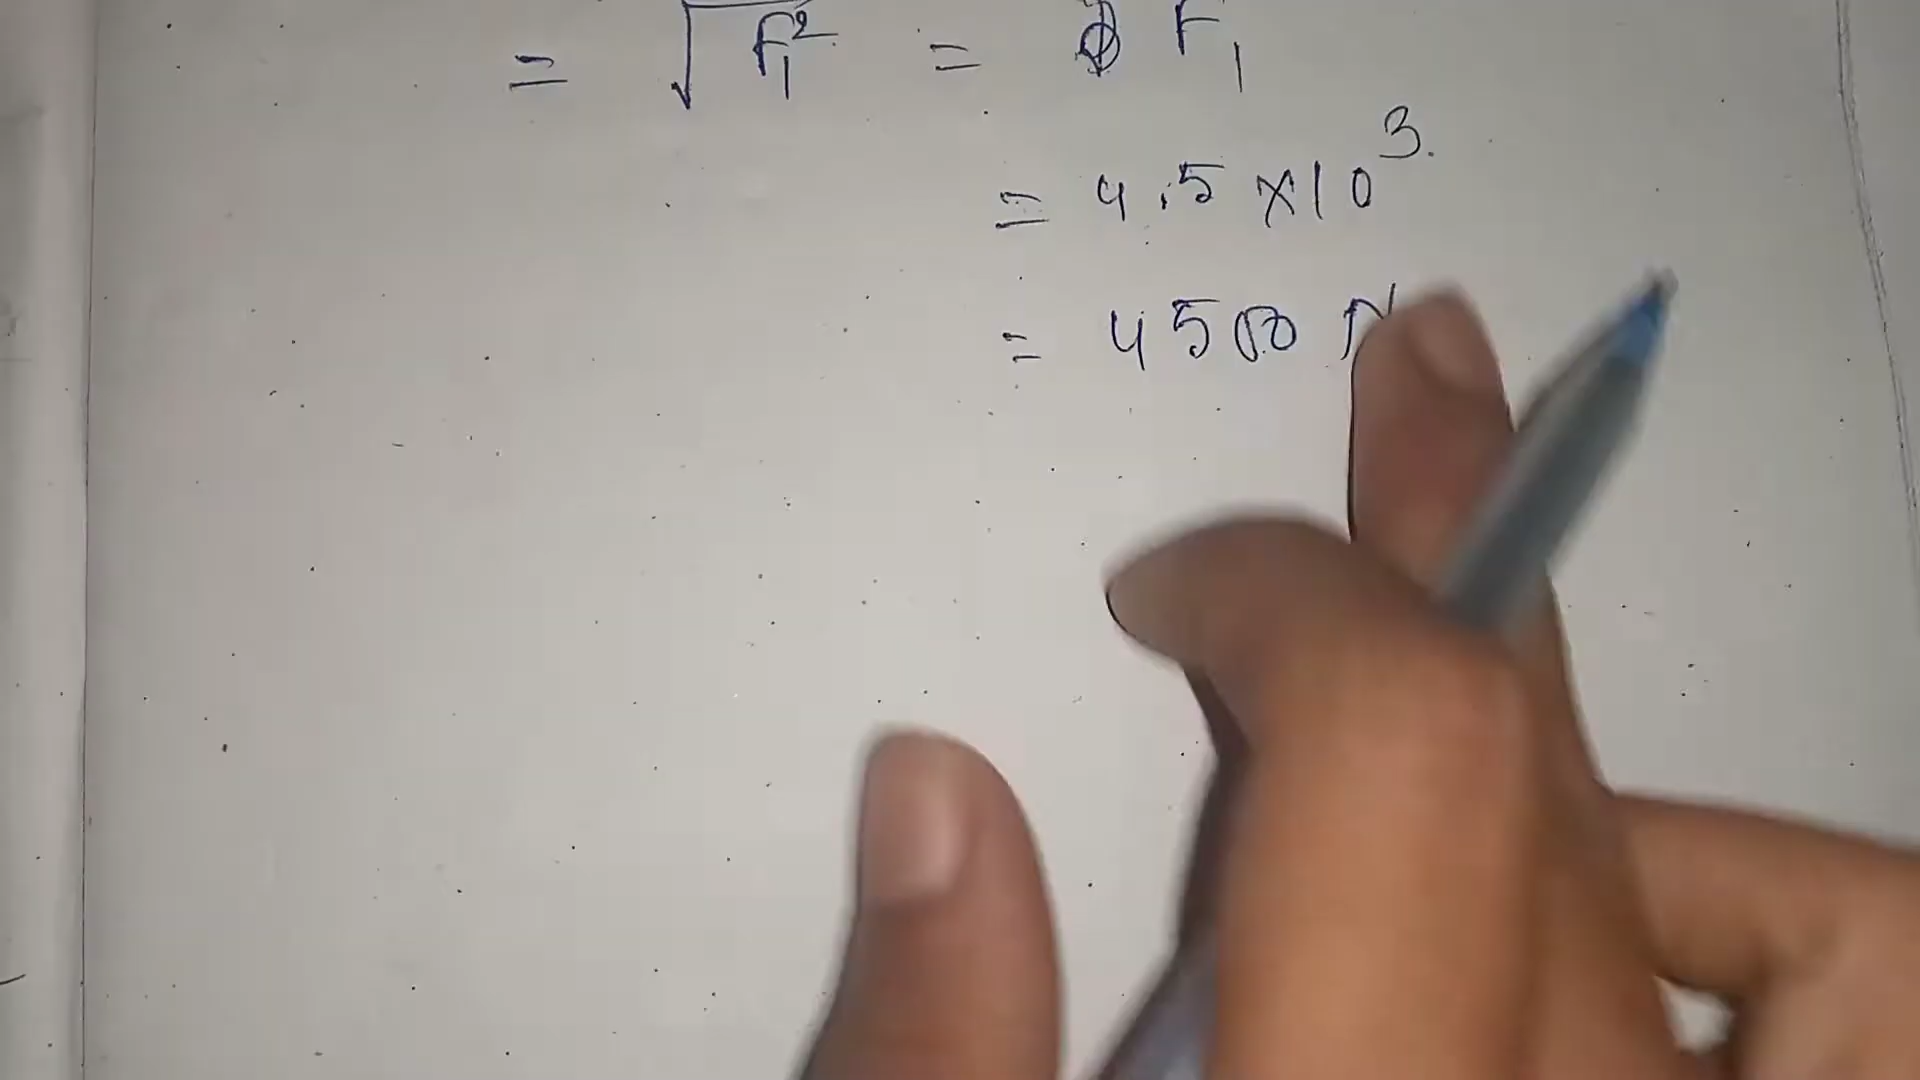 = √F₁² = F₁
= 4.5 × 10³
= 4500 N